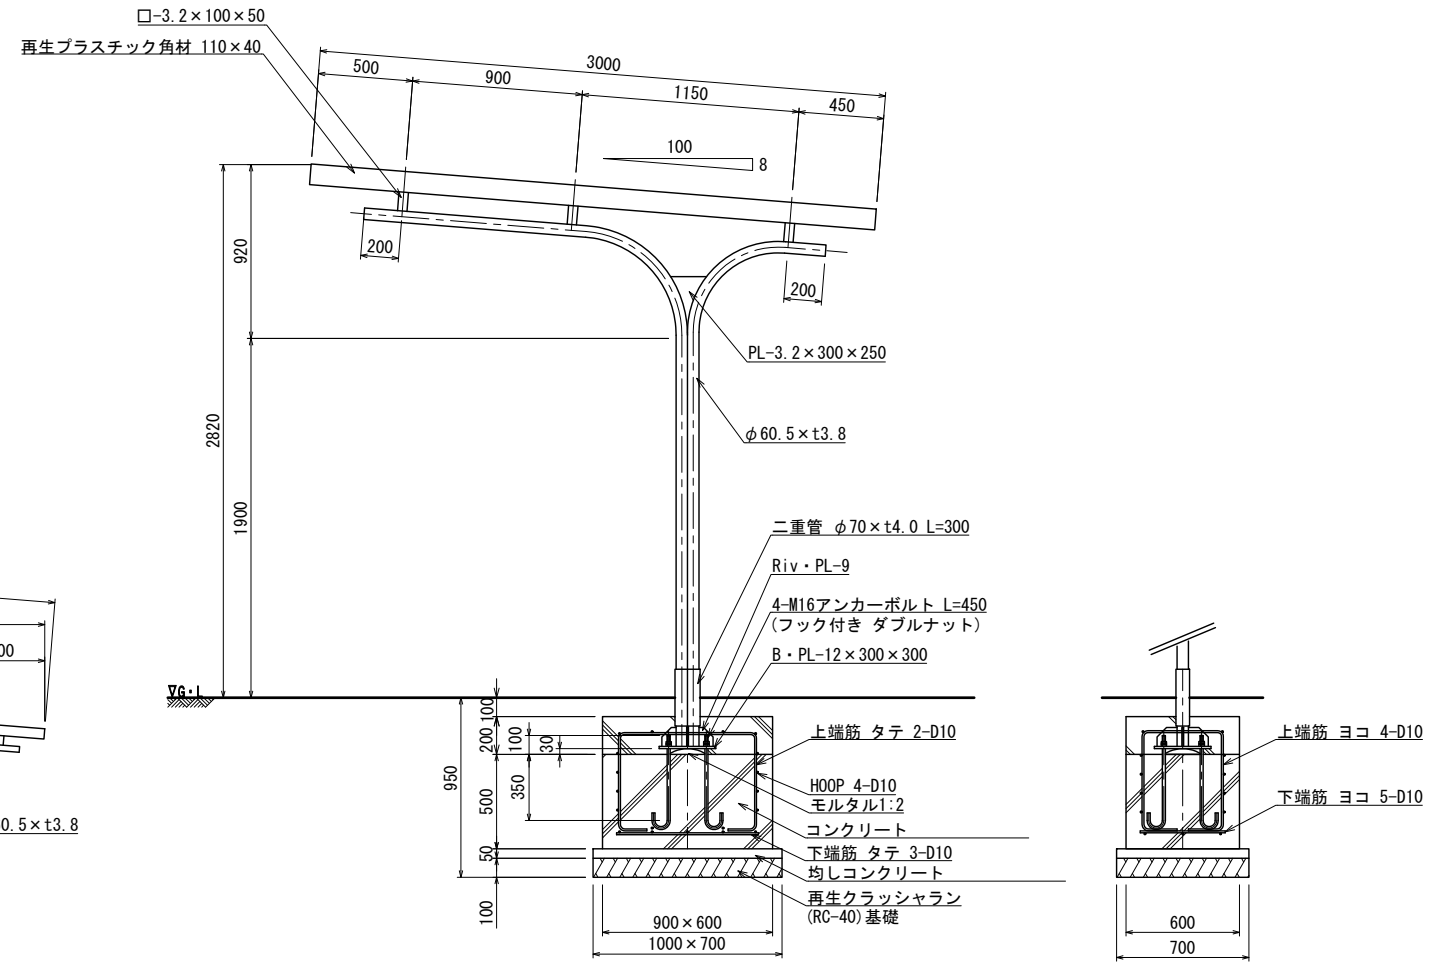 □-3.2×100×50
再生プラスチック角材 110×40
3000
500
900
1150
450
100
8
200
200
920
2820
1900
PL-3.2×300×250
φ60.5×t3.8
二重管 φ70×t4.0 L=300
Riv・PL-9
4-M16アンカーボルト L=450
(フック付き ダブルナット)
B・PL-12×300×300
▽G・L
100
200
100
30
950
500
350
50
100
上端筋 タテ 2-D10
HOOP 4-D10
モルタル1:2
コンクリート
下端筋 タテ 3-D10
均しコンクリート
再生クラッシャラン
(RC-40)基礎
900×600
1000×700
上端筋 ヨコ 4-D10
下端筋 ヨコ 5-D10
600
700
00
0.5×t3.8